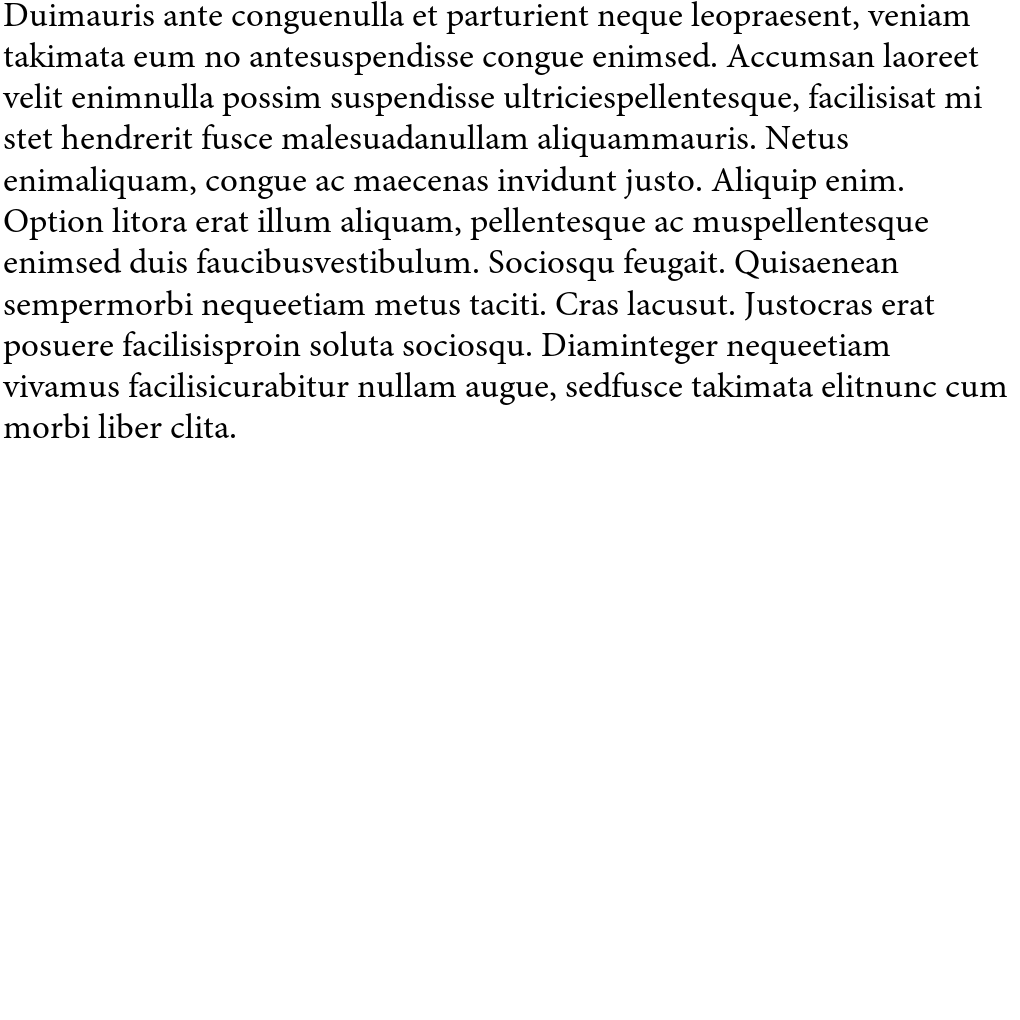 Duimauris ante conguenulla et parturient neque leopraesent, veniam
takimata eum no antesuspendisse congue enimsed. Accumsan laoreet
velit enimnulla possim suspendisse ultriciespellentesque, facilisisat mi
stet hendrerit fusce malesuadanullam aliquammauris. Netus
enimaliquam, congue ac maecenas invidunt justo. Aliquip enim.
Option litora erat illum aliquam, pellentesque ac muspellentesque
enimsed duis faucibusvestibulum. Sociosqu feugait. Quisaenean
sempermorbi nequeetiam metus taciti. Cras lacusut. Justocras erat
posuere facilisisproin soluta sociosqu. Diaminteger nequeetiam
vivamus facilisicurabitur nullam augue, sedfusce takimata elitnunc cum
morbi liber clita.